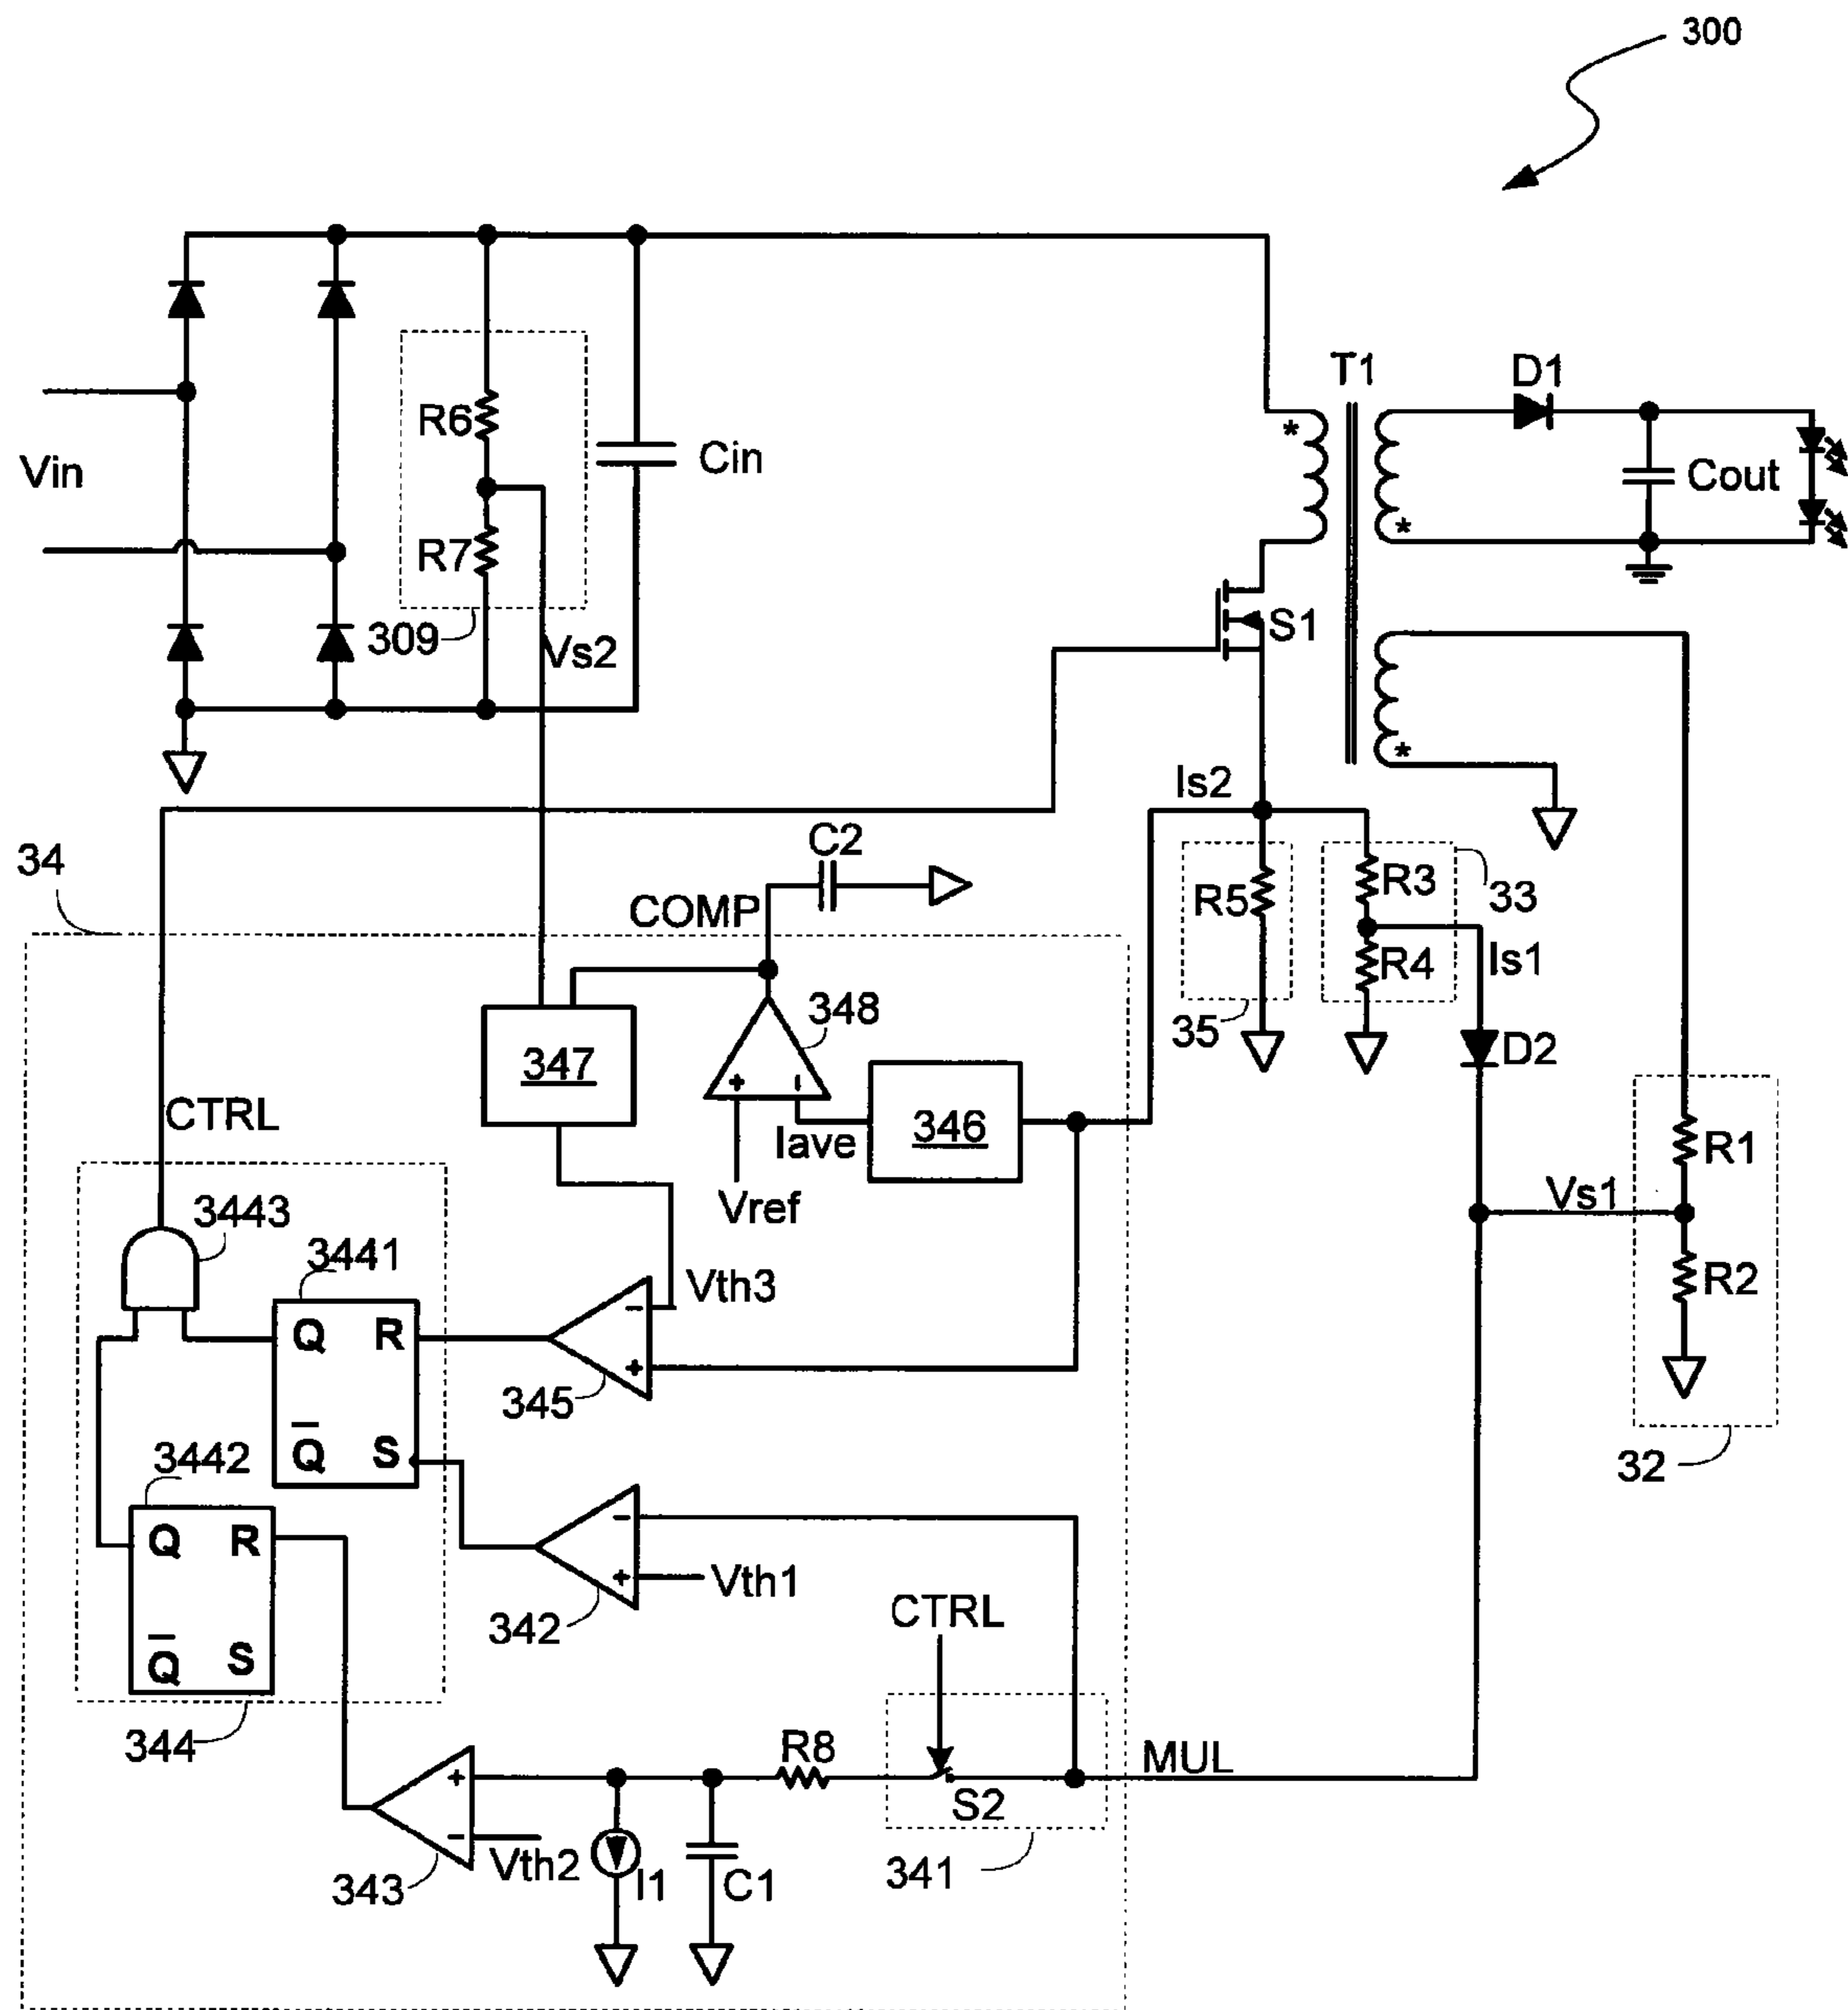 300
T1
D1
R6
Cin
Cout
Vin
*
*
R7
309
Vs2
S1
*
Is2
34
C2
COMP
R5
R3
33
R4
Is1
348
35
347
346
D2
CTRL
+ -
Iave
R1
Vref
Vs1
3443
3441
Vth3
R2
Q R
-
+
345
Q S
3442
32
Q R
-
+
Vth1
342
CTRL
Q S
344
R8
MUL
+
S2
-
Vth2
343
I1
C1
341